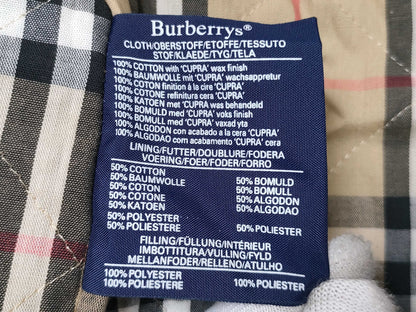 Burberrys®
CLOTH/OBERSTOFF/ETOFFE/TESSUTO
STOF/KLAEDE/TYG/TELA
100% COTTON with 'CUPRA' wax finish
100% BAUMWOLLE mit 'CUPRA' wachsappretur
100% COTON finition à la cire 'CUPRA'
100% COTONE refinitura cera 'CUPRA'
100% KATOEN met 'CUPRA' was behandeld
100% BOMULD med 'CUPRA' voks finish
100% BOMULL med 'CUPRA' vaxad yta
100% ALGODON con acabado a la cera 'CUPRA'
100% ALGODAO com acabamento 'CUPRA' cera
LINING/FUTTER/DOUBLURE/FODERA
VOERING/FOER/FODER/FORRO
50% COTTON
50% BAUMWOLLE 50% BOMULD
50% COTON 50% BOMULL
50% COTONE 50% ALGODON
50% KATOEN 50% ALGODAO
50% POLYESTER
50% POLIESTERE 50% POLIESTER
FILLING/FÜLLUNG/INTÉRIEUR
IMBOTTITURA/VULLING/FYLD
MELLANFODER/RELLENO/ATULHO
100% POLYESTER
100% POLIESTERE 100% POLIESTER